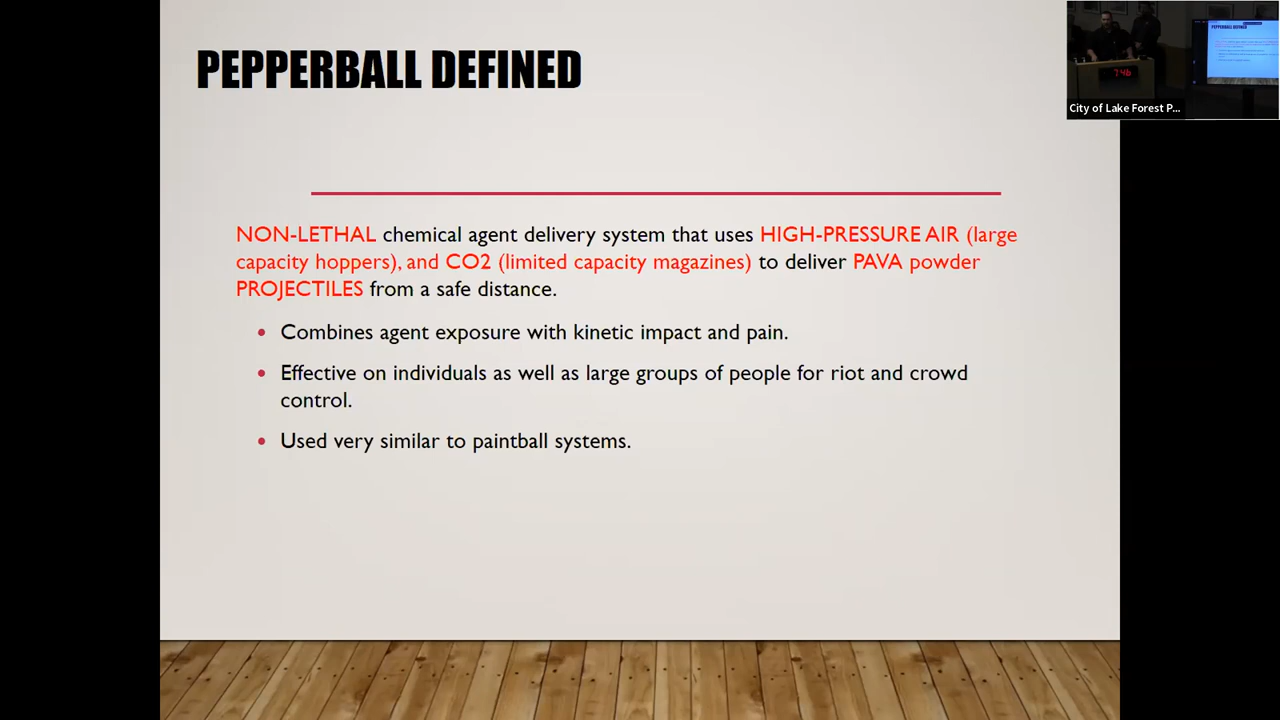 PEPPERBALL DEFINED
City of Lake Forest P...
PEPPERBALL DEFINED
NON-LETHAL chemical agent delivery system that uses HIGH-PRESSURE AIR (large
capacity hoppers), and CO2 (limited capacity magazines) to deliver PAVA powder
PROJECTILES from a safe distance.
• Combines agent exposure with kinetic impact and pain.
• Effective on individuals as well as large groups of people for riot and crowd
control.
• Used very similar to paintball systems.